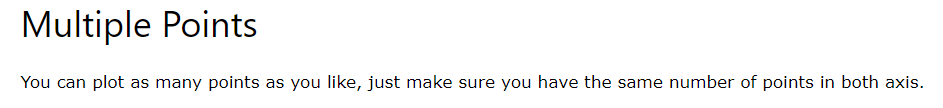 Multiple Points
You can plot as many points as you like, just make sure you have the same number of points in both axis.